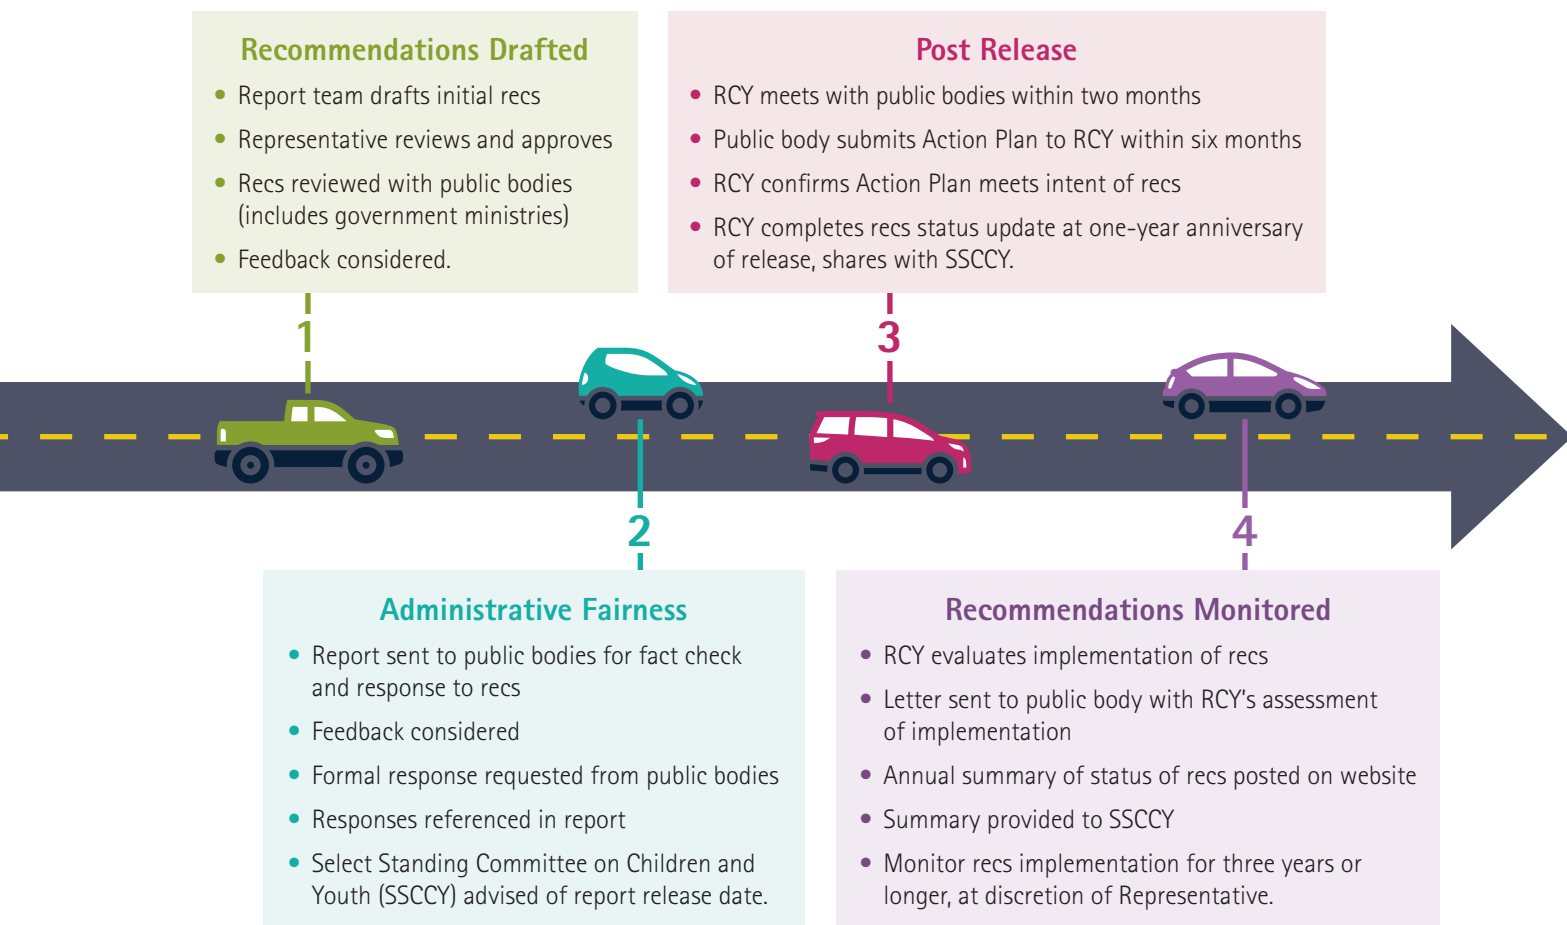 Recommendations Drafted
• Report team drafts initial recs
• Representative reviews and approves
• Recs reviewed with public bodies
(includes government ministries)
• Feedback considered.
1
Administrative Fairness
• Report sent to public bodies for fact check
and response to recs
• Feedback considered
• Formal response requested from public bodies
• Responses referenced in report
• Select Standing Committee on Children and
Youth (SSCCY) advised of report release date.
2
Post Release
• RCY meets with public bodies within two months
• Public body submits Action Plan to RCY within six months
• RCY confirms Action Plan meets intent of recs
• RCY completes recs status update at one-year anniversary
of release, shares with SSCCY.
3
Recommendations Monitored
• RCY evaluates implementation of recs
• Letter sent to public body with RCY's assessment
of implementation
• Annual summary of status of recs posted on website
• Summary provided to SSCCY
• Monitor recs implementation for three years or
longer, at discretion of Representative.
4